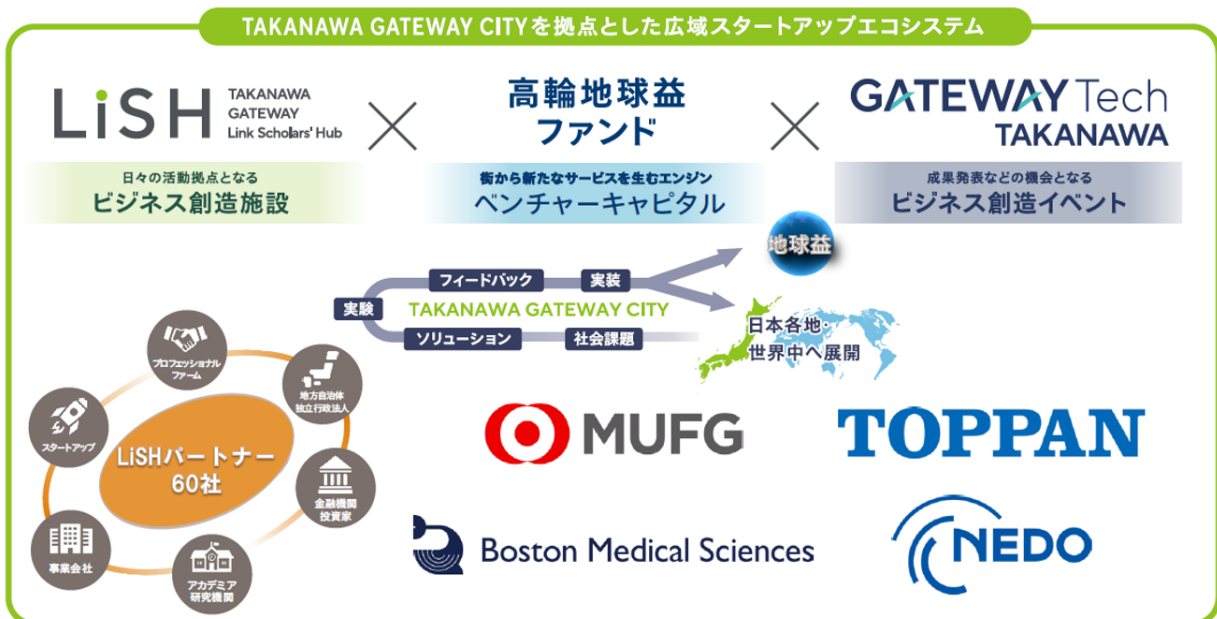 TAKANAWA GATEWAY CITYを拠点とした広域スタートアップエコシステム
LiSH
TAKANAWA
GATEWAY
Link Scholars' Hub
日々の活動拠点となる
ビジネス創造施設
高輪地球益
ファンド
街から新たなサービスを生むエンジン
ベンチャーキャピタル
GATEWAY Tech
TAKANAWA
成果発表などの機会となる
ビジネス創造イベント
地球益
フィードバック
実装
実験
TAKANAWA GATEWAY CITY
ソリューション
社会課題
日本各地・
世界中へ展開
プロフェッショナル
ファーム
地方自治体
独立行政法人
スタートアップ
LiSHパートナー
60社
金融機関
投資家
事業会社
アカデミア
研究機関
MUFG
TOPPAN
Boston Medical Sciences
NEDO